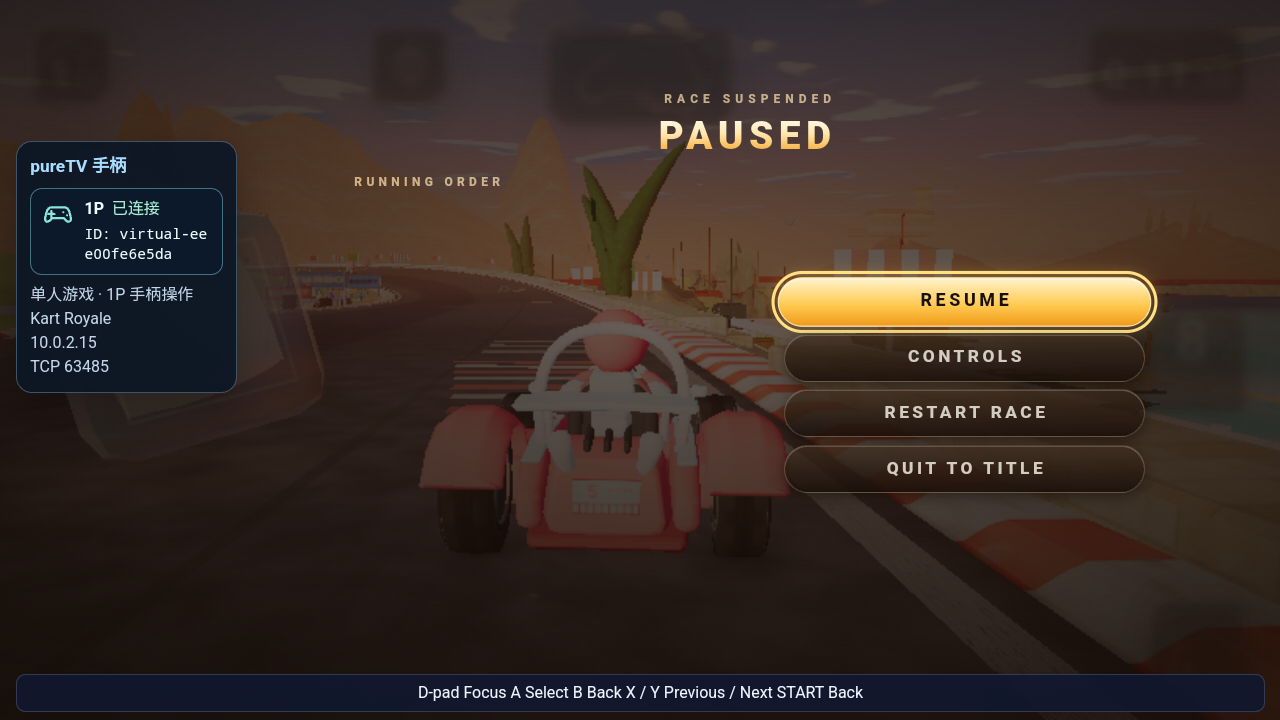 RACE SUSPENDED
PAUSED
RUNNING ORDER
pureTV 手柄
1P 已连接
ID: virtual-ee
e00fe6e5da
单人游戏 · 1P 手柄操作
Kart Royale
10.0.2.15
TCP 63485
RESUME
CONTROLS
RESTART RACE
QUIT TO TITLE
D-pad Focus A Select B Back X / Y Previous / Next START Back